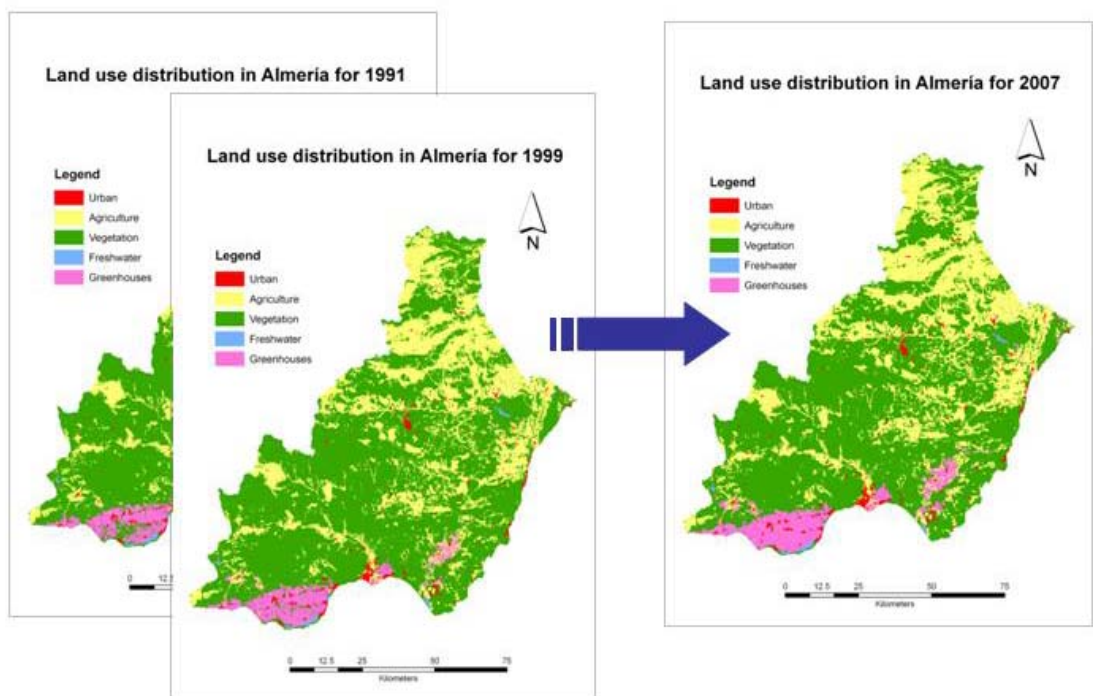 Land use distribution in Almería for 1991
Legend
Urban
Agriculture
Vegetation
Freshwater
Greenhouses
0 12.5
Land use distribution in Almería for 1999
N
Legend
Urban
Agriculture
Vegetation
Freshwater
Greenhouses
0 12.5 25 50 75
Kilometers
Land use distribution in Almería for 2007
N
Legend
Urban
Agriculture
Vegetation
Freshwater
Greenhouses
0 12.5 25 50 75
Kilometers